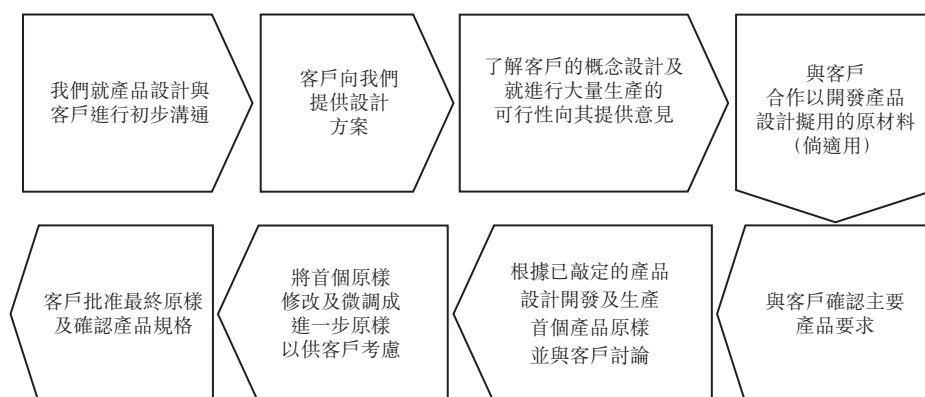 我們就產品設計與
客戶進行初步溝通
客戶向我們
提供設計
方案
了解客戶的概念設計及
就進行大量生產的
可行性向其提供意見
與客戶
合作以開發產品
設計擬用的原材料
(倘適用)
與客戶確認主要
產品要求
根據已敲定的產品
設計開發及生產
首個產品原樣
並與客戶討論
將首個原樣
修改及微調成
進一步原樣
以供客戶考慮
客戶批准最終原樣
及確認產品規格